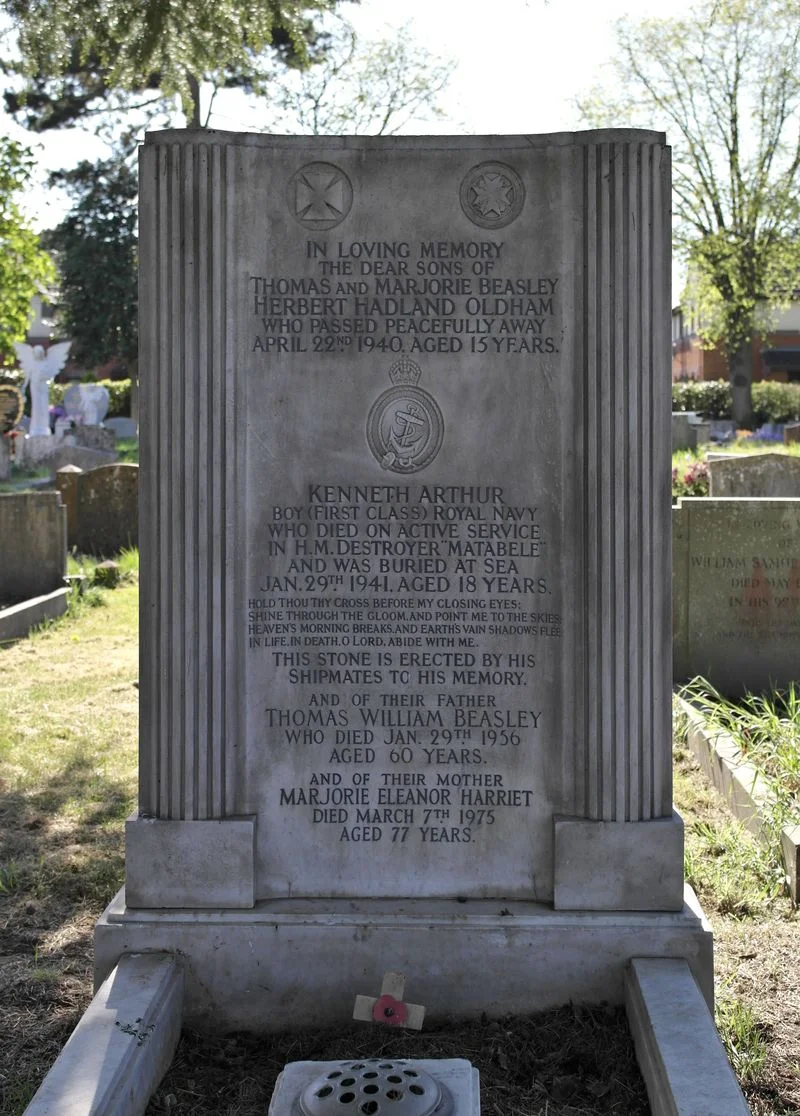 IN LOVING MEMORY
THE DEAR SONS OF
THOMAS AND MARJORIE BEASLEY
HERBERT HADLAND OLDHAM
WHO PASSED PEACEFULLY AWAY
APRIL 22ND 1940, AGED 15 YEARS.
KENNETH ARTHUR
BOY (FIRST CLASS) ROYAL NAVY
WHO DIED ON ACTIVE SERVICE
IN H.M. DESTROYER "MATABELE"
AND WAS BURIED AT SEA
JAN. 29TH 1941. AGED 18 YEARS.
HOLD THOU THY CROSS BEFORE MY CLOSING EYES;
SHINE THROUGH THE GLOOM, AND POINT ME TO THE SKIES
HEAVEN'S MORNING BREAKS, AND EARTH'S VAIN SHADOWS FLEE
IN LIFE, IN DEATH, O LORD, ABIDE WITH ME.
THIS STONE IS ERECTED BY HIS
SHIPMATES TO HIS MEMORY.
AND OF THEIR FATHER
THOMAS WILLIAM BEASLEY
WHO DIED JAN. 29TH 1956
AGED 60 YEARS.
AND OF THEIR MOTHER
MARJORIE ELEANOR HARRIET
DIED MARCH 7TH 1975
AGED 77 YEARS.
WILLIAM
DIED
IN HIS